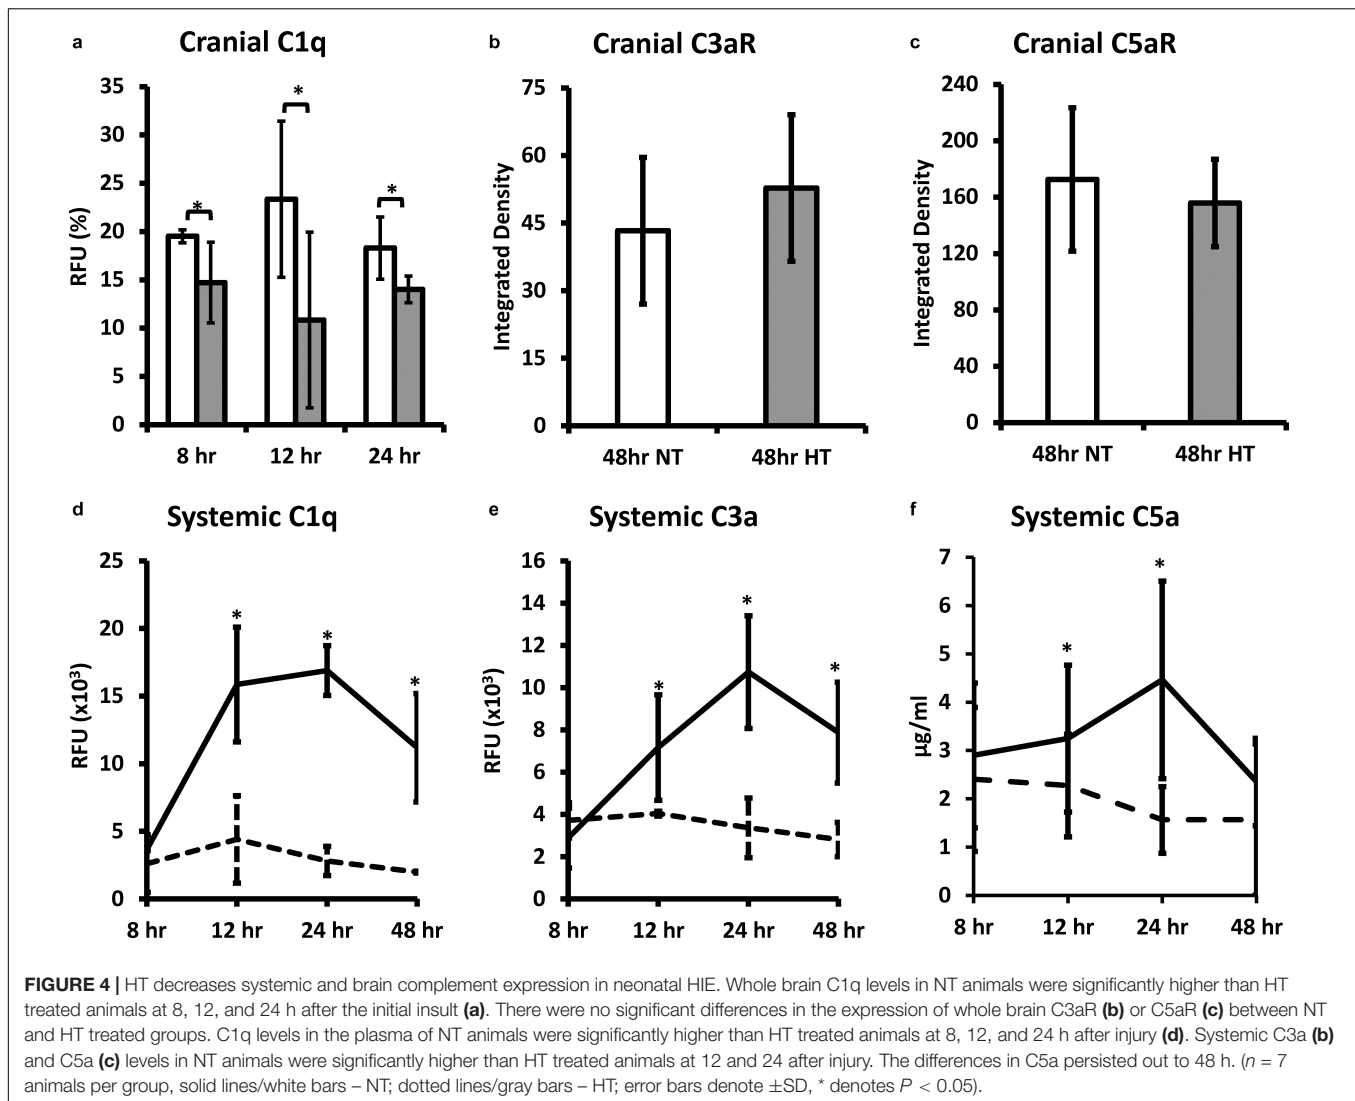 a
Cranial C1q
35
30
25
20
15
10
5
0
RFU (%)
*
*
*
8 hr 12 hr 24 hr
b
Cranial C3aR
75
60
45
30
15
0
Integrated Density
48hr NT 48hr HT
c
Cranial C5aR
240
200
160
120
80
40
0
Integrated Density
48hr NT 48hr HT
d
Systemic C1q
25
20
15
10
5
0
RFU (x10³)
*
*
*
8 hr 12 hr 24 hr 48 hr
e
Systemic C3a
16
14
12
10
8
6
4
2
0
RFU (x10³)
*
*
*
8 hr 12 hr 24 hr 48 hr
f
Systemic C5a
7
6
5
4
3
2
1
0
µg/ml
*
*
8 hr 12 hr 24 hr 48 hr
FIGURE 4 | HT decreases systemic and brain complement expression in neonatal HIE. Whole brain C1q levels in NT animals were significantly higher than HT
treated animals at 8, 12, and 24 h after the initial insult (a). There were no significant differences in the expression of whole brain C3aR (b) or C5aR (c) between NT
and HT treated groups. C1q levels in the plasma of NT animals were significantly higher than HT treated animals at 8, 12, and 24 h after injury (d). Systemic C3a (b)
and C5a (c) levels in NT animals were significantly higher than HT treated animals at 12 and 24 after injury. The differences in C5a persisted out to 48 h. (n = 7
animals per group, solid lines/white bars – NT; dotted lines/gray bars – HT; error bars denote ±SD, * denotes P < 0.05).